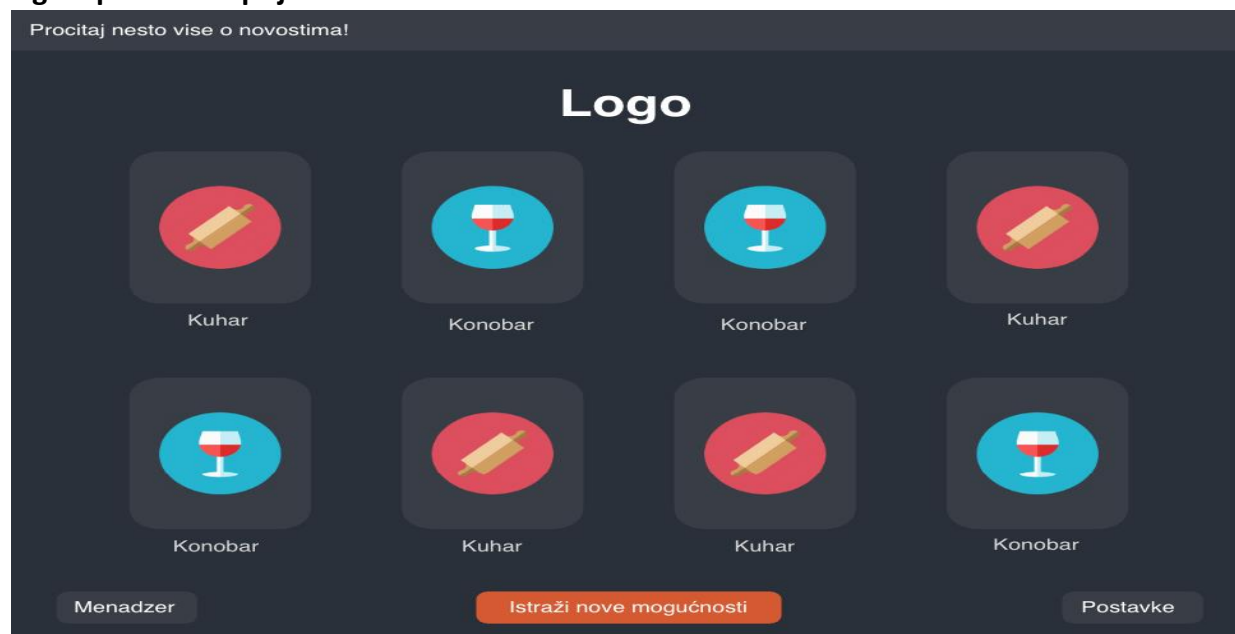 Procitaj nesto vise o novostima!
Logo
Kuhar Konobar Konobar Kuhar
Konobar Kuhar Kuhar Konobar
Menadzer Istraži nove mogućnosti Postavke